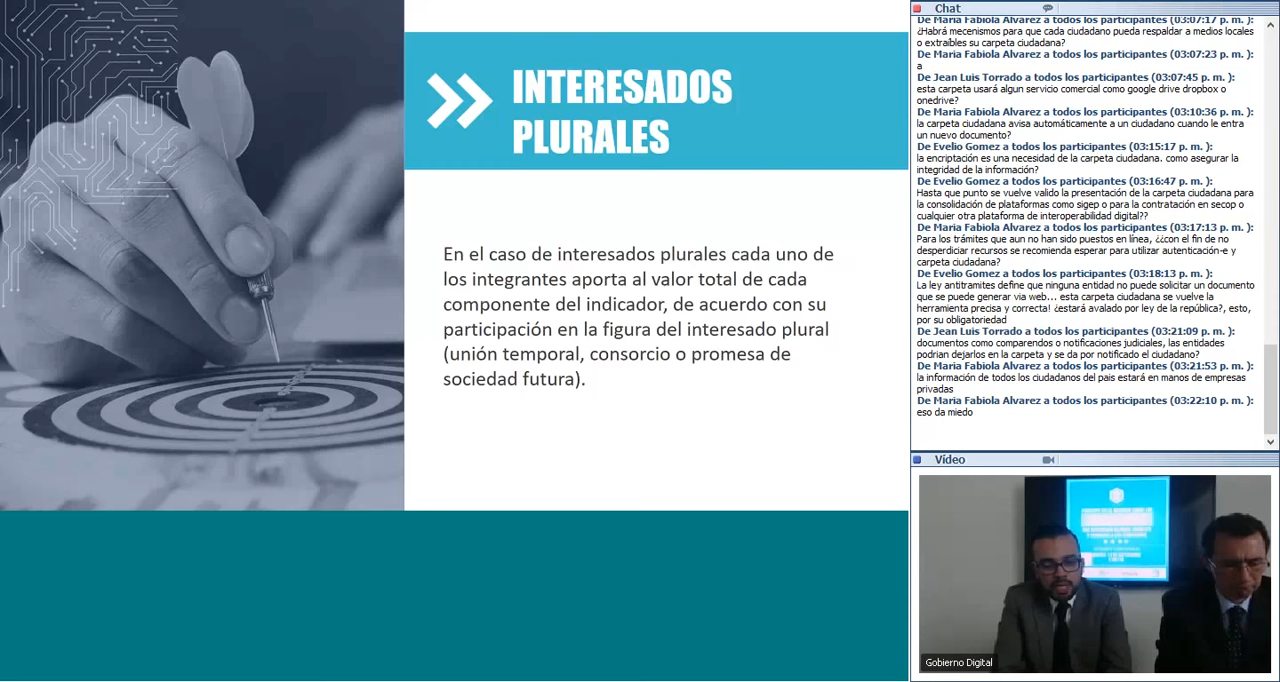 INTERESADOS
PLURALES
En el caso de interesados plurales cada uno de
los integrantes aporta al valor total de cada
componente del indicador, de acuerdo con su
participación en la figura del interesado plural
(unión temporal, consorcio o promesa de
sociedad futura).
Chat
De Maria Fabiola Alvarez a todos los participantes (03:07:17 p. m. ):
¿Habrá mecenismos para que cada ciudadano pueda respaldar a medios locales
o extraíbles su carpeta ciudadana?
De Maria Fabiola Alvarez a todos los participantes (03:07:23 p. m. ):
a
De Jean Luis Torrado a todos los participantes (03:07:45 p. m. ):
esta carpeta usará algun servicio comercial como google drive dropbox o
onedrive?
De Maria Fabiola Alvarez a todos los participantes (03:10:36 p. m. ):
la carpeta ciudadana avisa automáticamente a un ciudadano cuando le entra
un nuevo documento?
De Evelio Gomez a todos los participantes (03:15:17 p. m. ):
la encriptación es una necesidad de la carpeta ciudadana. como asegurar la
integridad de la información?
De Evelio Gomez a todos los participantes (03:16:47 p. m. ):
Hasta que punto se vuelve valido la presentación de la carpeta ciudadana para
la consolidación de plataformas como sigep o para la contratación en secop o
cualquier otra plataforma de interoperabilidad digital??
De Maria Fabiola Alvarez a todos los participantes (03:17:13 p. m. ):
Para los trámites que aun no han sido puestos en línea, ¿¿con el fin de no
desperdiciar recursos se recomienda esperar para utilizar autenticación-e y
carpeta ciudadana?
De Evelio Gomez a todos los participantes (03:18:13 p. m. ):
La ley antitramites define que ninguna entidad no puede solicitar un documento
que se puede generar via web... esta carpeta ciudadana se vuelve la
herramienta precisa y correcta! ¿estará avalado por ley de la república?, esto,
por su obligatoriedad
De Jean Luis Torrado a todos los participantes (03:21:09 p. m. ):
documentos como comparendos o notificaciones judiciales, las entidades
podrian dejarlos en la carpeta y se da por notificado el ciudadano?
De Maria Fabiola Alvarez a todos los participantes (03:21:53 p. m. ):
la información de todos los ciudadanos del pais estará en manos de empresas
privadas
De Maria Fabiola Alvarez a todos los participantes (03:22:10 p. m. ):
eso da miedo
Vídeo
Gobierno Digital